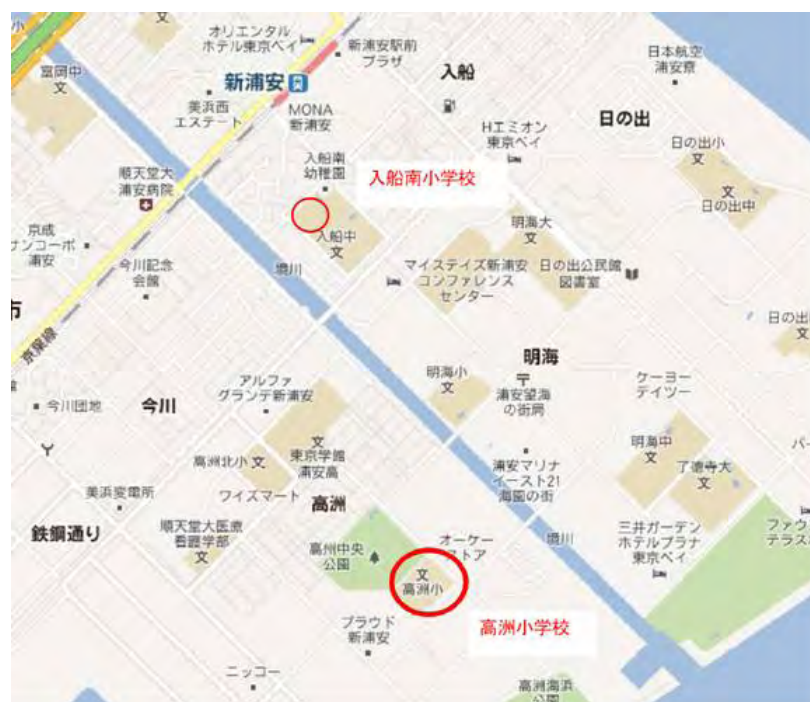 文
オリエンタル
ホテル東京ベイ
新浦安駅前
プラザ
入船
日本航空
浦安寮
富岡中
文
新浦安
美浜西
エステート
MONA
新浦安
Hエミオン
東京ベイ
日の出
日の出小
文
文
日の出中
入船南
幼稚園
入船南小学校
順天堂大
浦安病院
入船中
文
明海大
文
京成
サンコーポ
浦安
今川記念
会館
境川
マイステイズ新浦安
コンファレンス
センター
日の出公民館
図書室
市
京葉線
日の出
文
明海
アルファ
グランデ新浦安
明海小
文
〒
浦安望海
の街局
ケーヨー
デイツー
今川団地
今川
文
東京学館
浦安高
高洲北小 文
明海中
文
了徳寺大
文
浦安マリナ
イースト21
海園の街
美浜変電所
ワイズマート
高洲
鉄鋼通り
順天堂大医療
看護学部
文
高州中央
公園
オーケー
ストア
境川
三井ガーデン
ホテルプラナ
東京ベイ
文
高洲小
プラウド
新浦安
高洲小学校
ニッコー
高洲海浜
公園